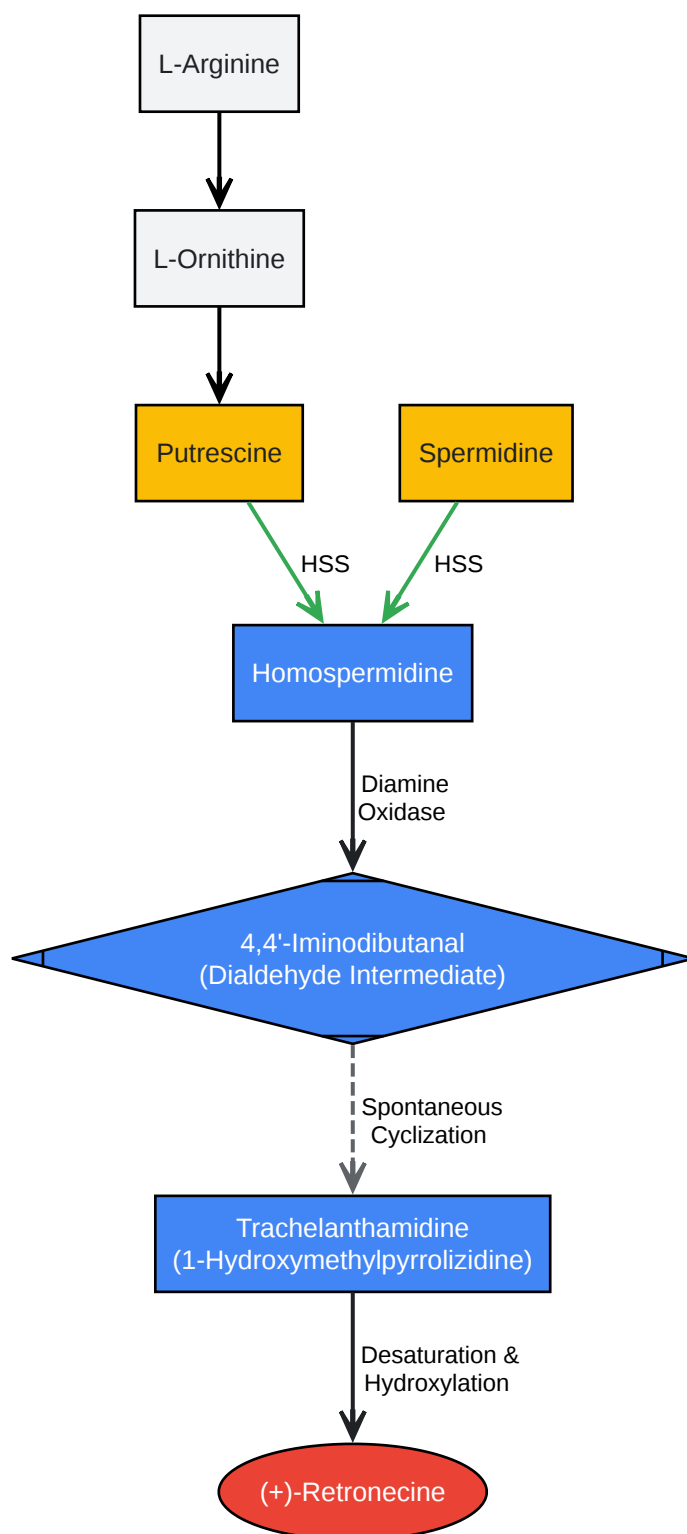 L-Arginine
L-Ornithine
Putrescine
Spermidine
HSS
HSS
Homospermidine
Diamine
Oxidase
4,4'-Iminodibutanal
(Dialdehyde Intermediate)
Spontaneous
Cyclization
Trachelanthamidine
(1-Hydroxymethylpyrrolizidine)
Desaturation &
Hydroxylation
(+)-Retronecine